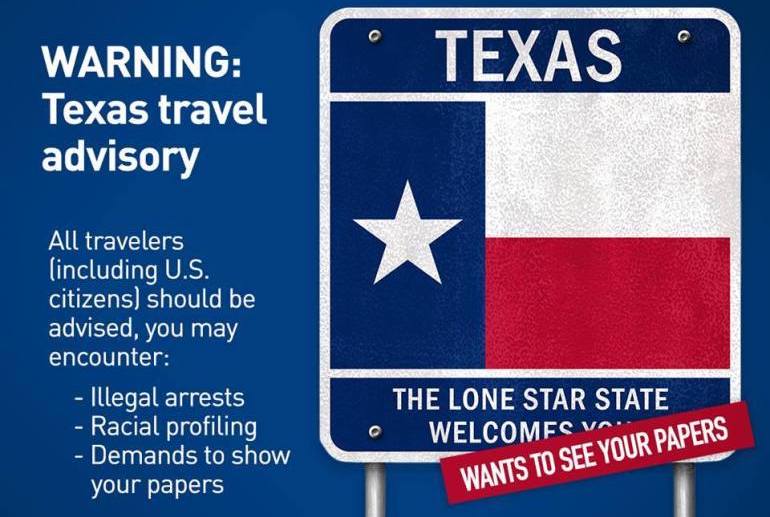 WARNING:
Texas travel
advisory
All travelers
(including U.S.
citizens) should be
advised, you may
encounter:
- Illegal arrests
- Racial profiling
- Demands to show
your papers
TEXAS
THE LONE STAR STATE
WELCOMES
WANTS TO SEE YOUR PAPERS